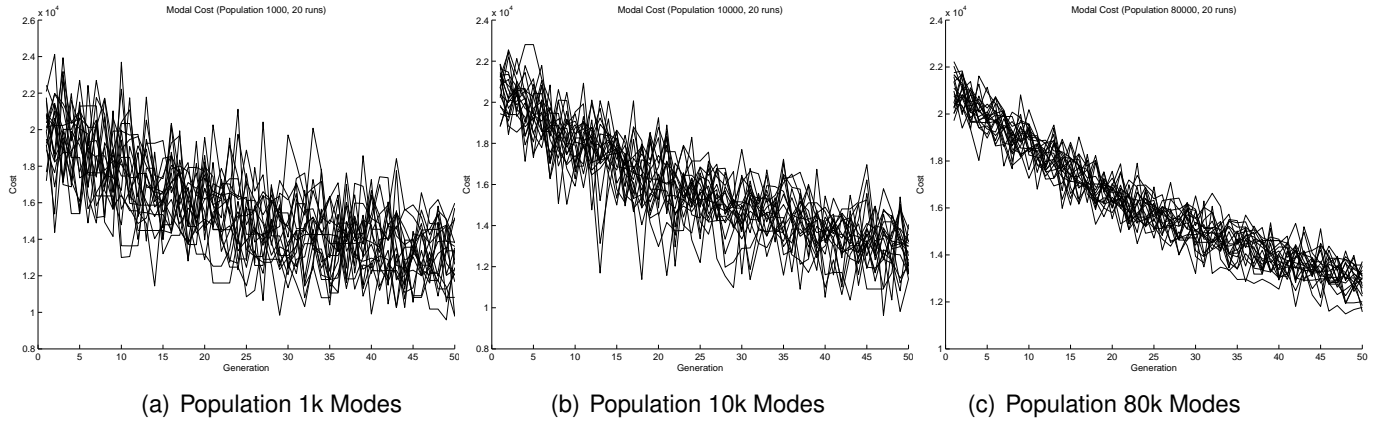 Modal Cost (Population 1000, 20 runs)
x 10^4
2.6
2.4
2.2
2
1.8
1.6
1.4
1.2
1
0.8
Cost
0 5 10 15 20 25 30 35 40 45 50
Generation
(a) Population 1k Modes
Modal Cost (Population 10000, 20 runs)
x 10^4
2.4
2.2
2
1.8
1.6
1.4
1.2
1
0.8
Cost
0 5 10 15 20 25 30 35 40 45 50
Generation
(b) Population 10k Modes
Modal Cost (Population 80000, 20 runs)
x 10^4
2.4
2.2
2
1.8
1.6
1.4
1.2
1
Cost
0 5 10 15 20 25 30 35 40 45 50
Generation
(c) Population 80k Modes